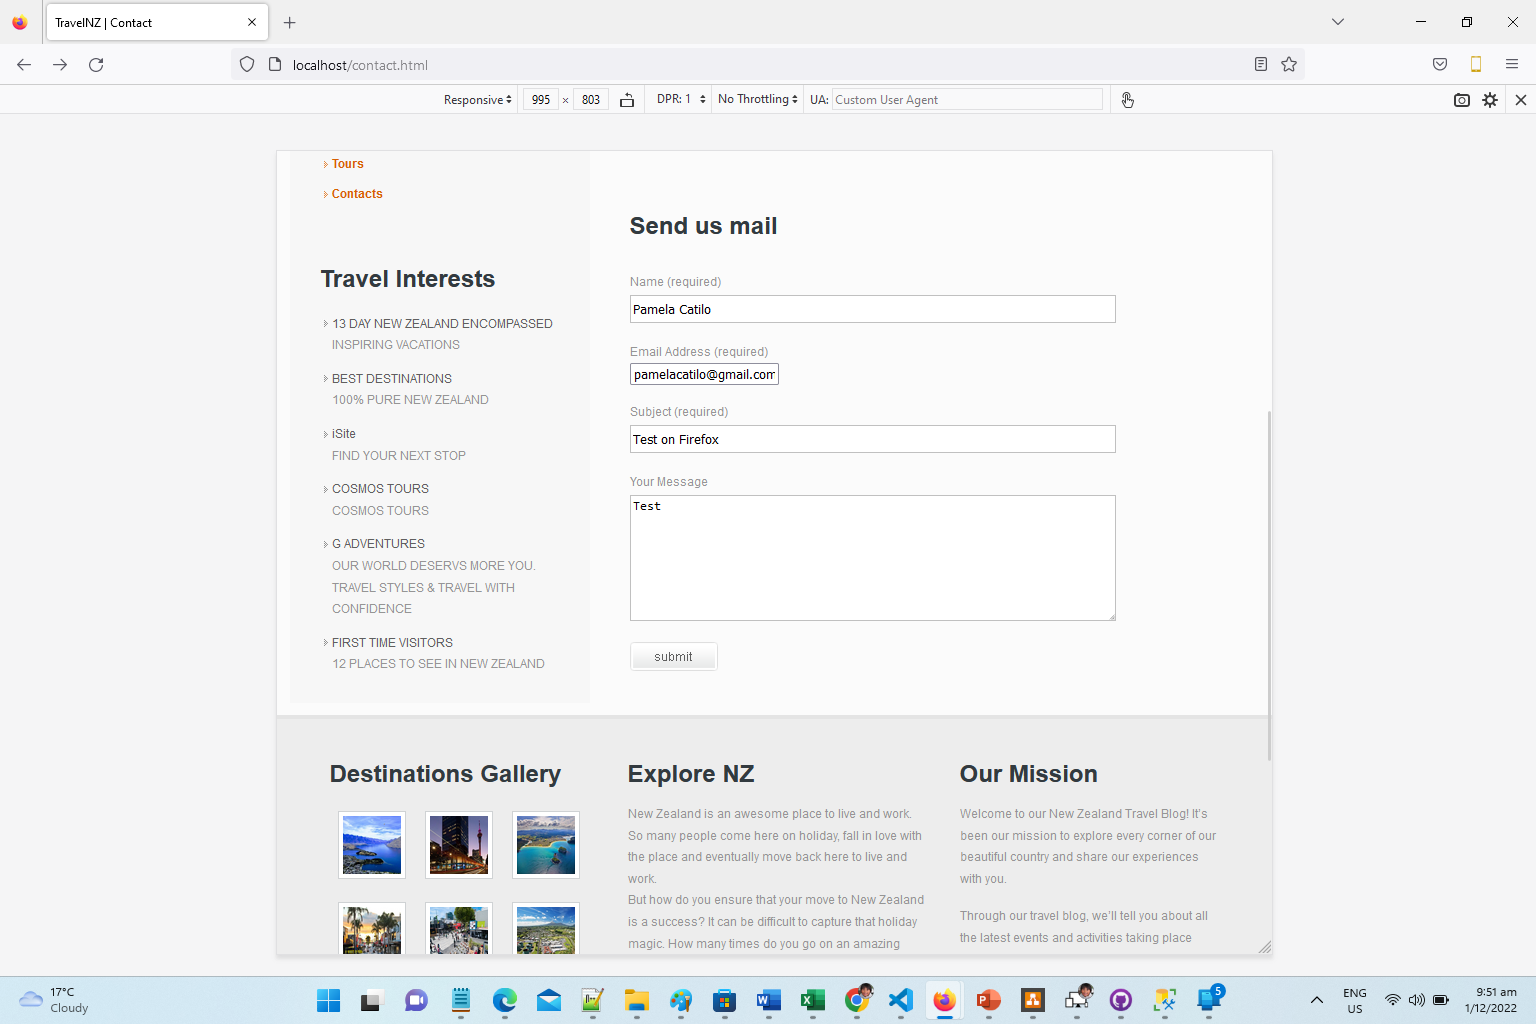 TravelNZ | Contact
localhost/contact.html
Responsive 995 × 803 DPR: 1 No Throttling UA: Custom User Agent
Tours
Contacts
Travel Interests
13 DAY NEW ZEALAND ENCOMPASSED
INSPIRING VACATIONS
BEST DESTINATIONS
100% PURE NEW ZEALAND
iSite
FIND YOUR NEXT STOP
COSMOS TOURS
COSMOS TOURS
G ADVENTURES
OUR WORLD DESERVS MORE YOU.
TRAVEL STYLES & TRAVEL WITH
CONFIDENCE
FIRST TIME VISITORS
12 PLACES TO SEE IN NEW ZEALAND
Send us mail
Name (required)
Pamela Catilo
Email Address (required)
pamelacatilo@gmail.com
Subject (required)
Test on Firefox
Your Message
Test
submit
Destinations Gallery
Explore NZ
New Zealand is an awesome place to live and work.
So many people come here on holiday, fall in love with
the place and eventually move back here to live and
work.
But how do you ensure that your move to New Zealand
is a success? It can be difficult to capture that holiday
magic. How many times do you go on an amazing
Our Mission
Welcome to our New Zealand Travel Blog! It's
been our mission to explore every corner of our
beautiful country and share our experiences
with you.
Through our travel blog, we'll tell you about all
the latest events and activities taking place
17°C
Cloudy
5
ENG
US
9:51 am
1/12/2022